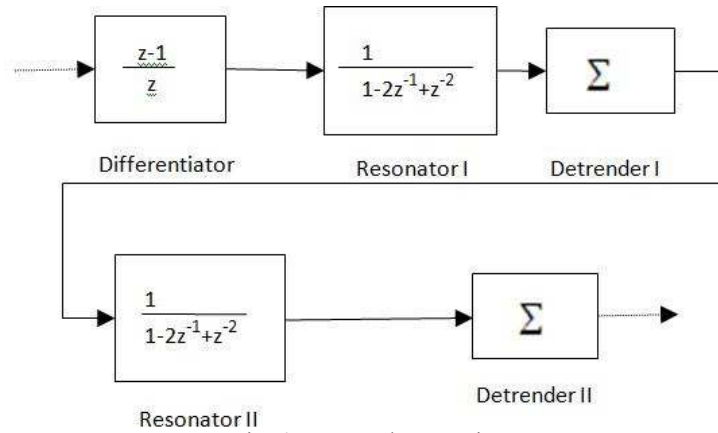 z-1
z
1
1-2z⁻¹+z⁻²
Σ
Differentiator
Resonator I
Detrender I
1
1-2z⁻¹+z⁻²
Σ
Resonator II
Detrender II